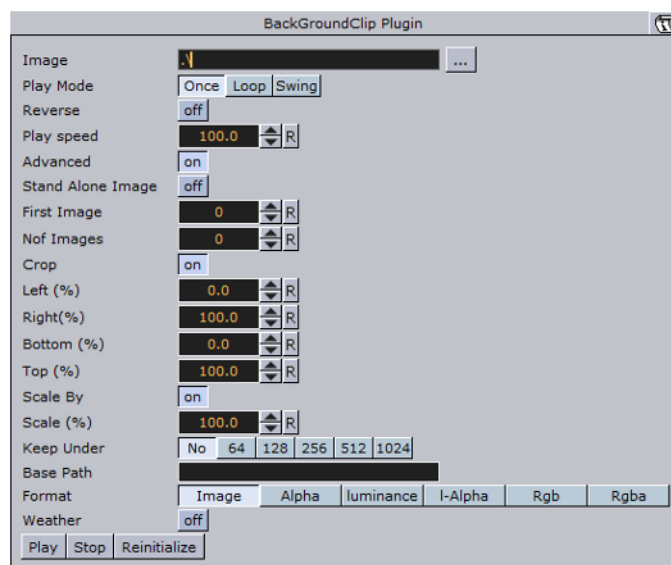 BackGroundClip Plugin
Image .\ ...
Play Mode Once Loop Swing
Reverse off
Play speed 100.0 R
Advanced on
Stand Alone Image off
First Image 0 R
Nof Images 0 R
Crop on
Left (%) 0.0 R
Right(%) 100.0 R
Bottom (%) 0.0 R
Top (%) 100.0 R
Scale By on
Scale (%) 100.0 R
Keep Under No 64 128 256 512 1024
Base Path
Format Image Alpha luminance l-Alpha Rgb Rgba
Weather off
Play Stop Reinitialize